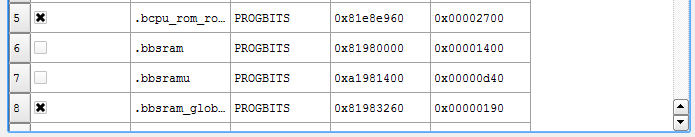 5 .bcpu_rom_ro... PROGBITS 0x81e8e960 0x00002700
6 .bbsram PROGBITS 0x81980000 0x00001400
7 .bbsramu PROGBITS 0xa1981400 0x00000d40
8 .bbsram_glob... PROGBITS 0x81983260 0x00000190